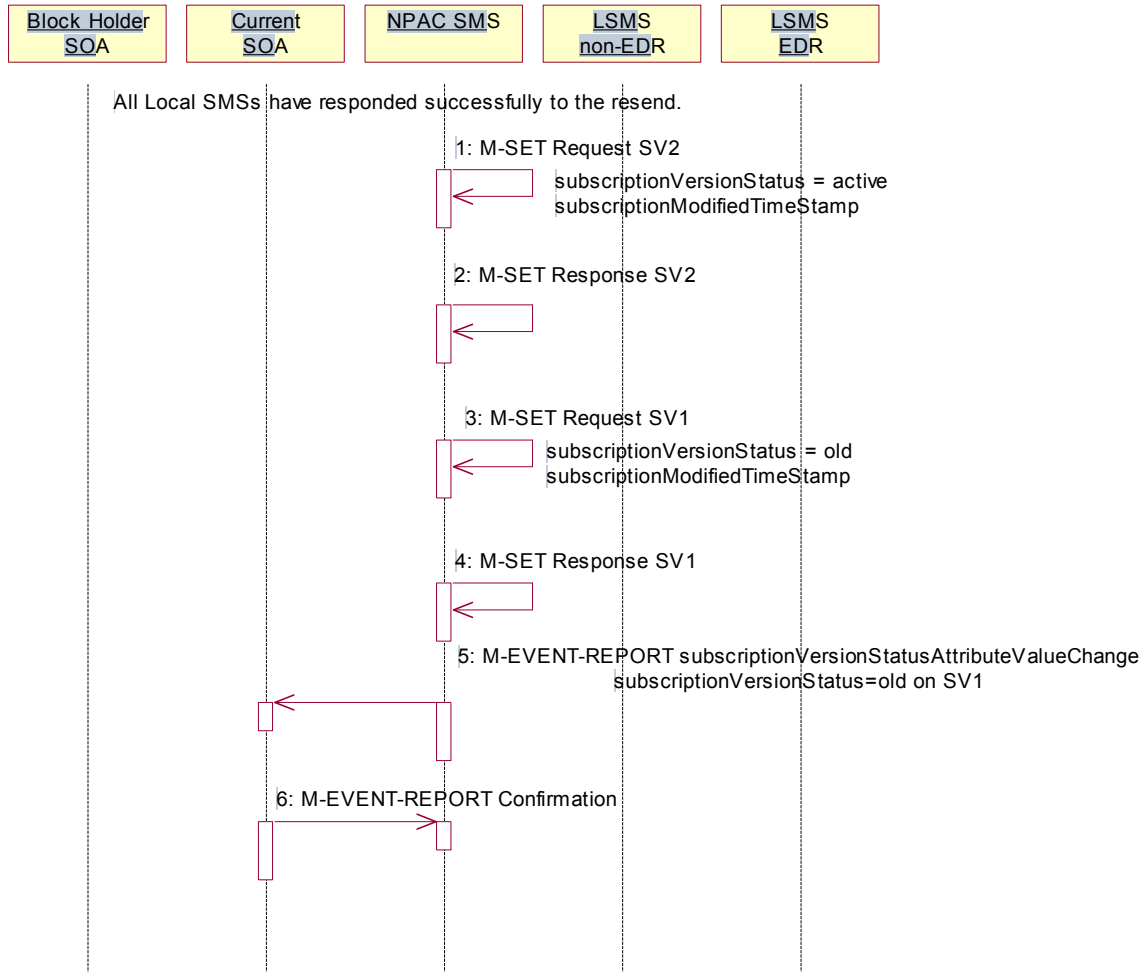 Block Holder
SOA
Current
SOA
NPAC SMS
LSMS
non-EDR
LSMS
EDR
All Local SMSs have responded successfully to the resend.
1: M-SET Request SV2
subscriptionVersionStatus = active
subscriptionModifiedTimeStamp
2: M-SET Response SV2
3: M-SET Request SV1
subscriptionVersionStatus = old
subscriptionModifiedTimeStamp
4: M-SET Response SV1
5: M-EVENT-REPORT subscriptionVersionStatusAttributeValueChange
subscriptionVersionStatus=old on SV1
6: M-EVENT-REPORT Confirmation